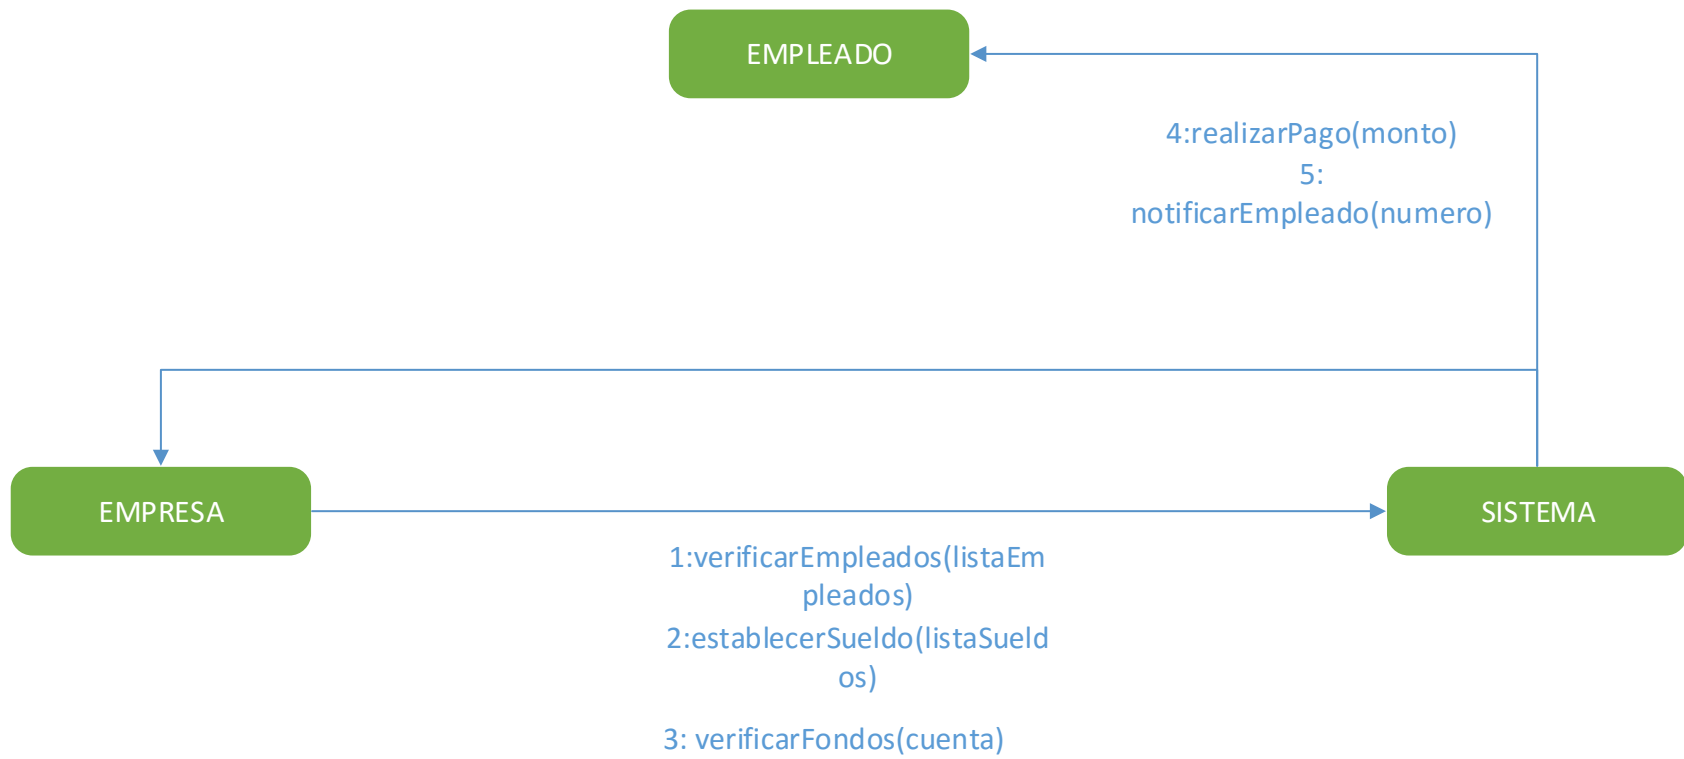 EMPLEADO
4:realizarPago(monto)
5:
notificarEmpleado(numero)
EMPRESA
SISTEMA
1:verificarEmpleados(listaEm
pleados)
2:establecerSueldo(listaSueld
os)
3: verificarFondos(cuenta)